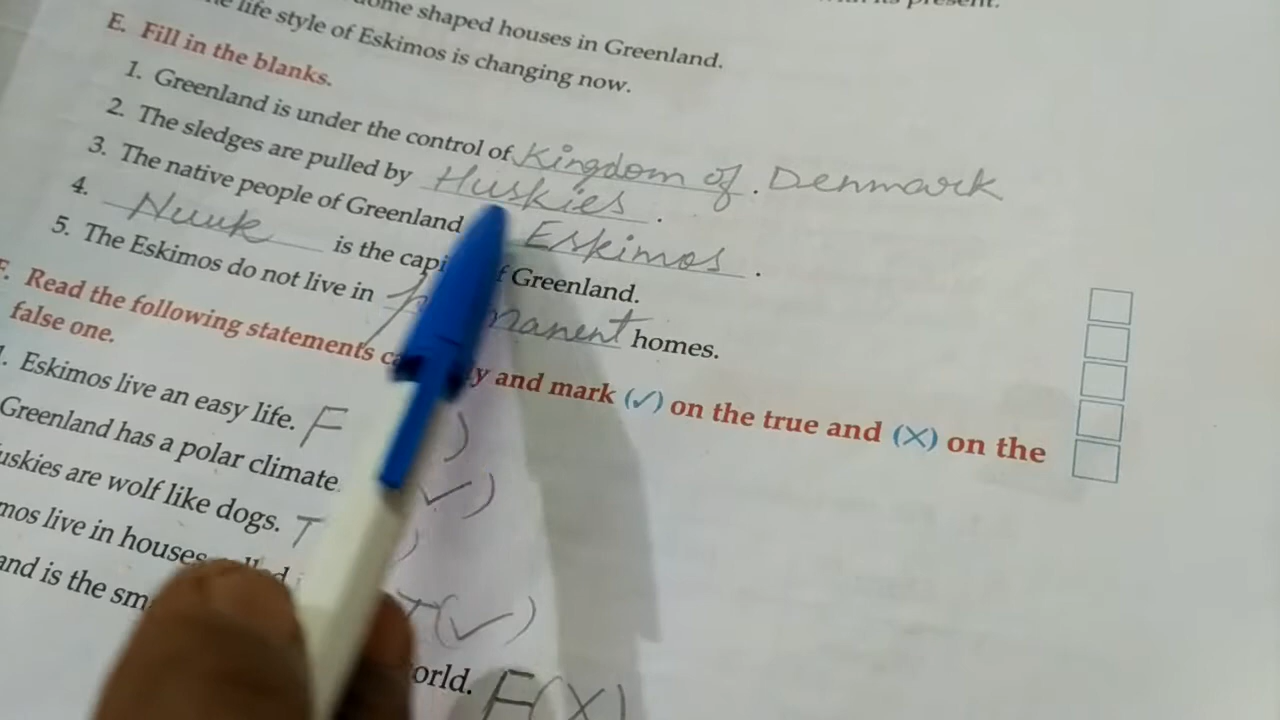 ome shaped houses in Greenland.
life style of Eskimos is changing now.
E. Fill in the blanks.
1. Greenland is under the control of Kingdom of . Denmark
2. The sledges are pulled by Huskies .
3. The native people of Greenland Eskimos .
4. Nuuk is the capi f Greenland.
5. The Eskimos do not live in p manent homes.
F. Read the following statements ca y and mark (✓) on the true and (X) on the
false one.
1. Eskimos live an easy life. F )
Greenland has a polar climate. ✓)
uskies are wolf like dogs. T )
mos live in houses T(✓)
and is the sm orld. F(X)